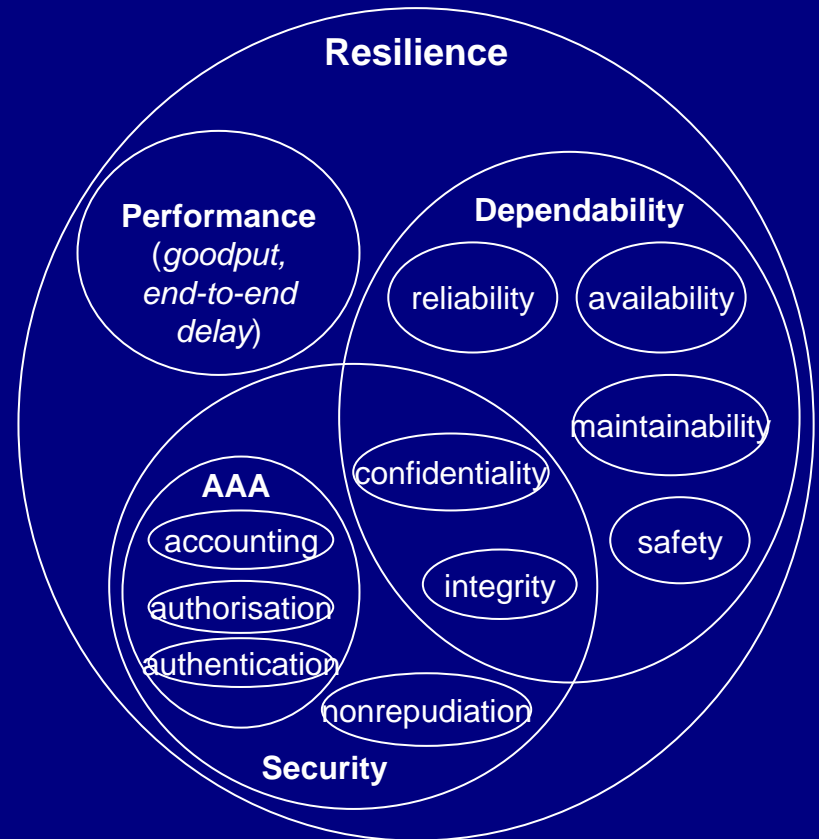 Resilience
Performance
(goodput,
end-to-end
delay)
Dependability
reliability
availability
maintainability
confidentiality
safety
integrity
AAA
accounting
authorisation
authentication
nonrepudiation
Security